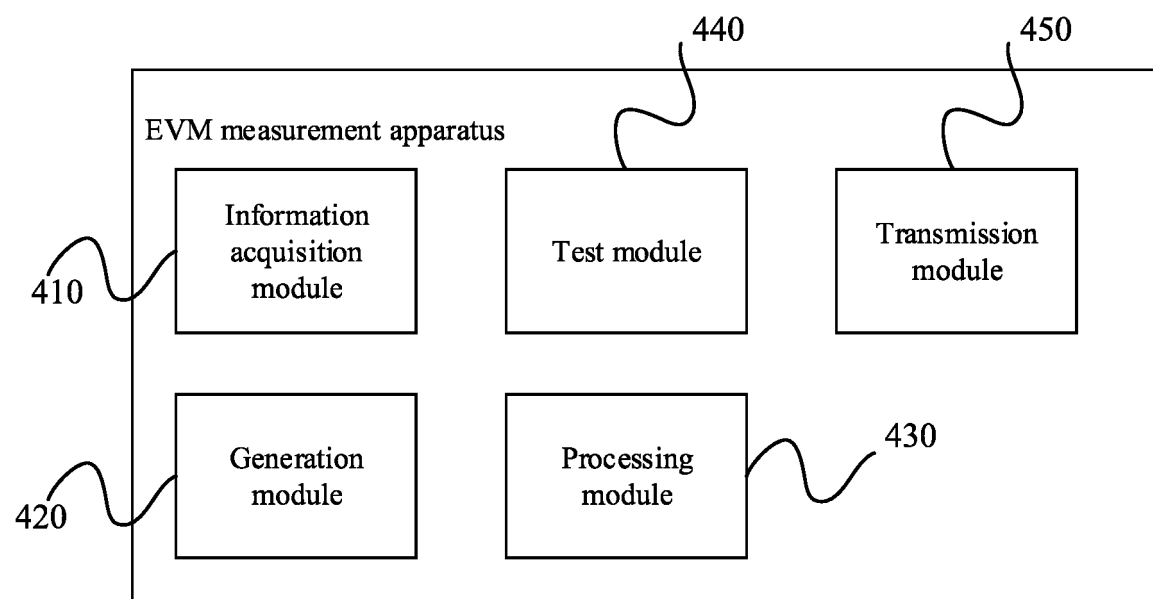 440
450
EVM measurement apparatus
Information
acquisition
module
Test module
Transmission
module
410
Generation
module
Processing
module
430
420